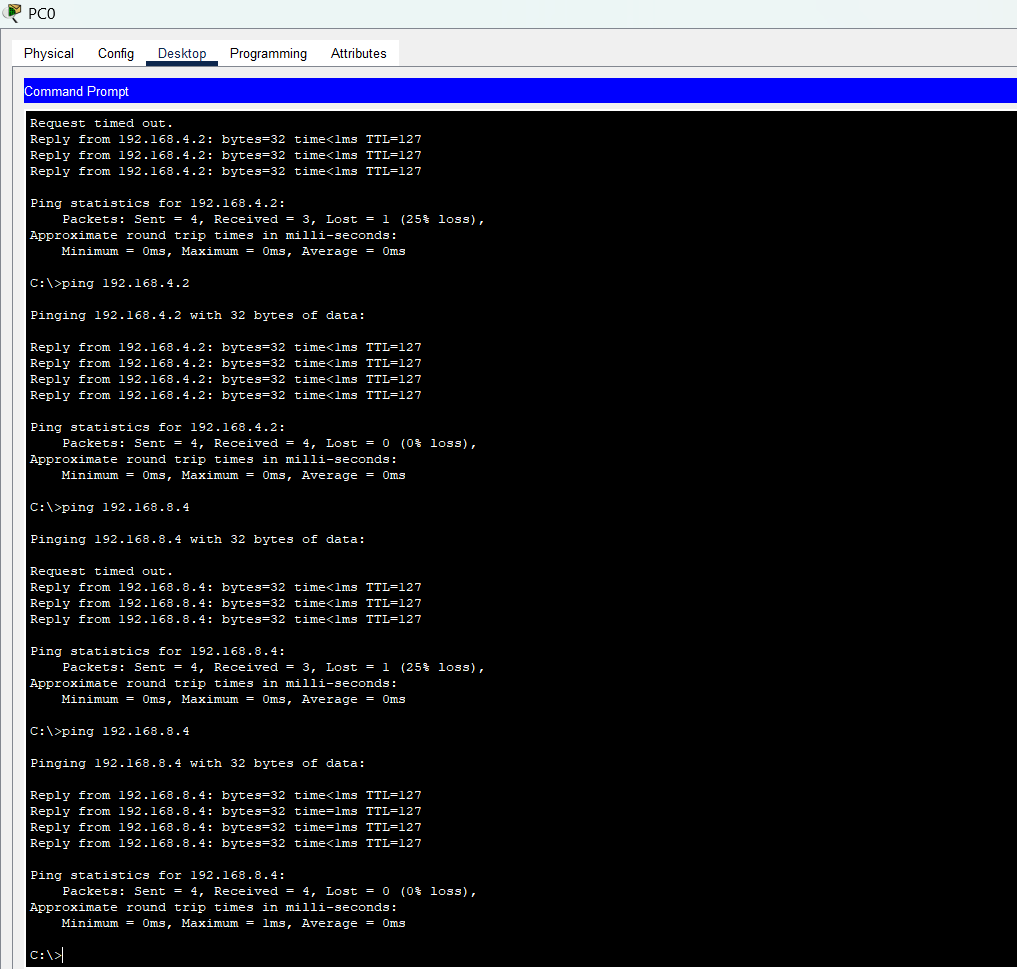 PC0
Physical Config Desktop Programming Attributes
Command Prompt
Request timed out.
Reply from 192.168.4.2: bytes=32 time<1ms TTL=127
Reply from 192.168.4.2: bytes=32 time<1ms TTL=127
Reply from 192.168.4.2: bytes=32 time<1ms TTL=127
Ping statistics for 192.168.4.2:
Packets: Sent = 4, Received = 3, Lost = 1 (25% loss),
Approximate round trip times in milli-seconds:
Minimum = 0ms, Maximum = 0ms, Average = 0ms
C:\>ping 192.168.4.2
Pinging 192.168.4.2 with 32 bytes of data:
Reply from 192.168.4.2: bytes=32 time<1ms TTL=127
Reply from 192.168.4.2: bytes=32 time<1ms TTL=127
Reply from 192.168.4.2: bytes=32 time<1ms TTL=127
Reply from 192.168.4.2: bytes=32 time<1ms TTL=127
Ping statistics for 192.168.4.2:
Packets: Sent = 4, Received = 4, Lost = 0 (0% loss),
Approximate round trip times in milli-seconds:
Minimum = 0ms, Maximum = 0ms, Average = 0ms
C:\>ping 192.168.8.4
Pinging 192.168.8.4 with 32 bytes of data:
Request timed out.
Reply from 192.168.8.4: bytes=32 time<1ms TTL=127
Reply from 192.168.8.4: bytes=32 time<1ms TTL=127
Reply from 192.168.8.4: bytes=32 time<1ms TTL=127
Ping statistics for 192.168.8.4:
Packets: Sent = 4, Received = 3, Lost = 1 (25% loss),
Approximate round trip times in milli-seconds:
Minimum = 0ms, Maximum = 0ms, Average = 0ms
C:\>ping 192.168.8.4
Pinging 192.168.8.4 with 32 bytes of data:
Reply from 192.168.8.4: bytes=32 time<1ms TTL=127
Reply from 192.168.8.4: bytes=32 time=1ms TTL=127
Reply from 192.168.8.4: bytes=32 time=1ms TTL=127
Reply from 192.168.8.4: bytes=32 time<1ms TTL=127
Ping statistics for 192.168.8.4:
Packets: Sent = 4, Received = 4, Lost = 0 (0% loss),
Approximate round trip times in milli-seconds:
Minimum = 0ms, Maximum = 1ms, Average = 0ms
C:\>